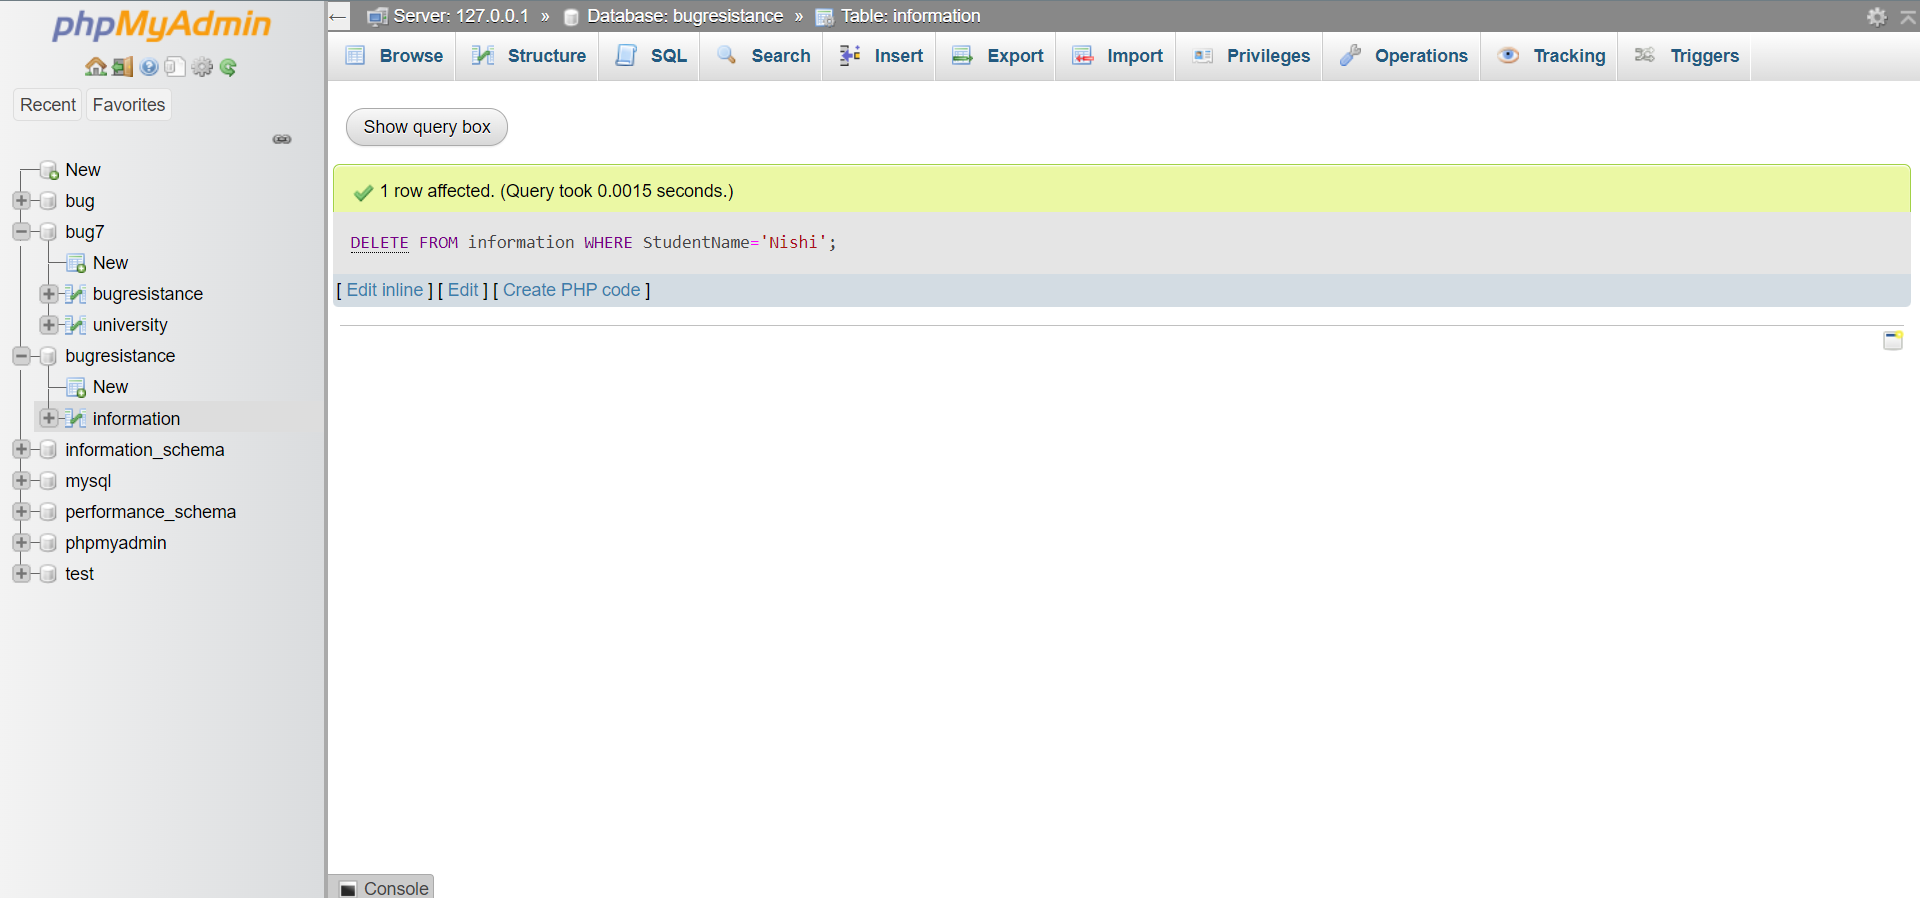 phpMyAdmin
Recent Favorites
New
bug
bug7
New
bugresistance
university
bugresistance
New
information
information_schema
mysql
performance_schema
phpmyadmin
test
Server: 127.0.0.1 » Database: bugresistance » Table: information
Browse Structure SQL Search Insert Export Import Privileges Operations Tracking Triggers
Show query box
1 row affected. (Query took 0.0015 seconds.)
DELETE FROM information WHERE StudentName='Nishi';
[ Edit inline ] [ Edit ] [ Create PHP code ]
Console